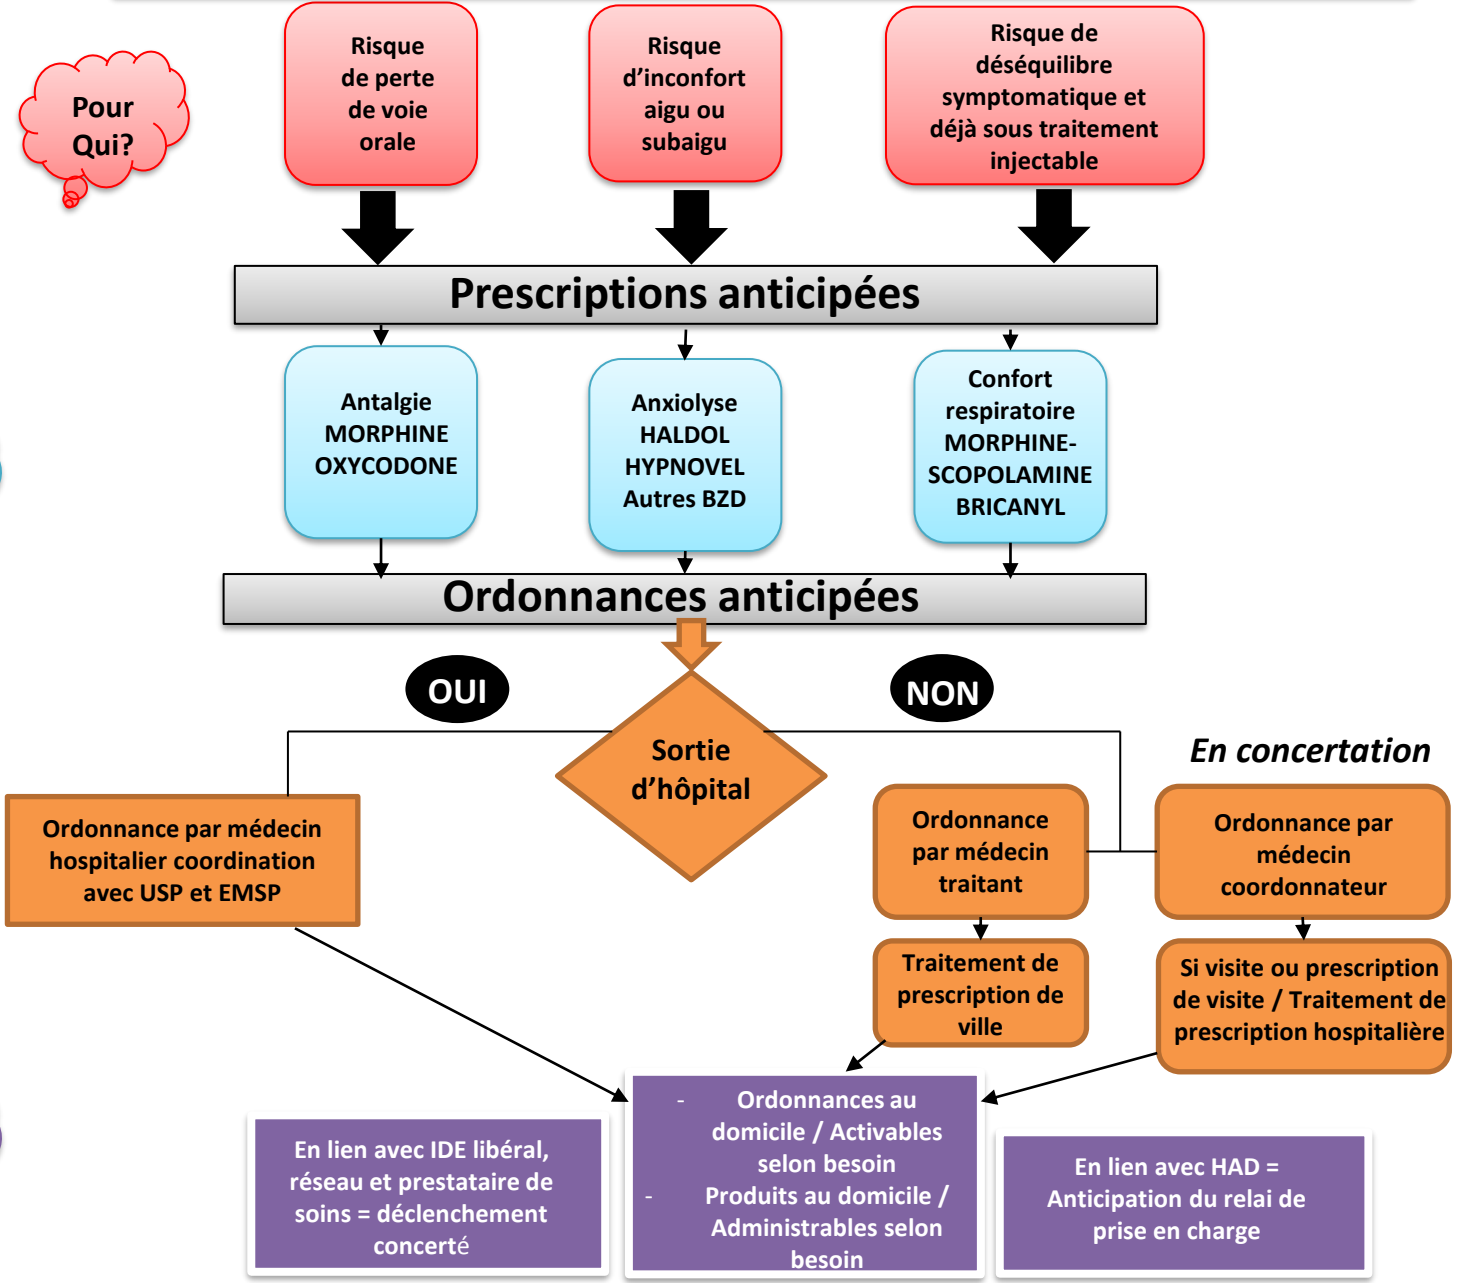 Pour
Qui?
Risque
de perte
de voie
orale
Risque
d’inconfort
aigu ou
subaigu
Risque de
déséquilibre
symptomatique et
déjà sous traitement
injectable
Prescriptions anticipées
Antalgie
MORPHINE
OXYCODONE
Anxiolyse
HALDOL
HYPNOVEL
Autres BZD
Confort
respiratoire
MORPHINE-
SCOPOLAMINE
BRICANYL
Ordonnances anticipées
OUI
NON
Sortie
d’hôpital
En concertation
Ordonnance par médecin
hospitalier coordination
avec USP et EMSP
Ordonnance
par médecin
traitant
Ordonnance par
médecin
coordonnateur
Traitement de
prescription de
ville
Si visite ou prescription
de visite / Traitement de
prescription hospitalière
En lien avec IDE libéral,
réseau et prestataire de
soins = déclenchement
concerté
- Ordonnances au
domicile / Activables
selon besoin
- Produits au domicile /
Administrables selon
besoin
En lien avec HAD =
Anticipation du relai de
prise en charge